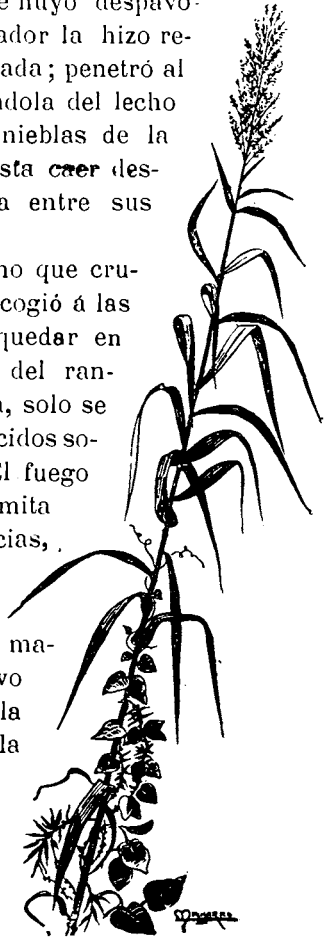 e huyó despavo-
ador la hizo re-
ada; penetró al
ndola del lecho
nieblas de la
sta caer des-
a entre sus
no que cru-
cogió á las
quedar en
del ran-
, solo se
cidos so-
El fuego
mita
cias,
ma-
vo
la
la